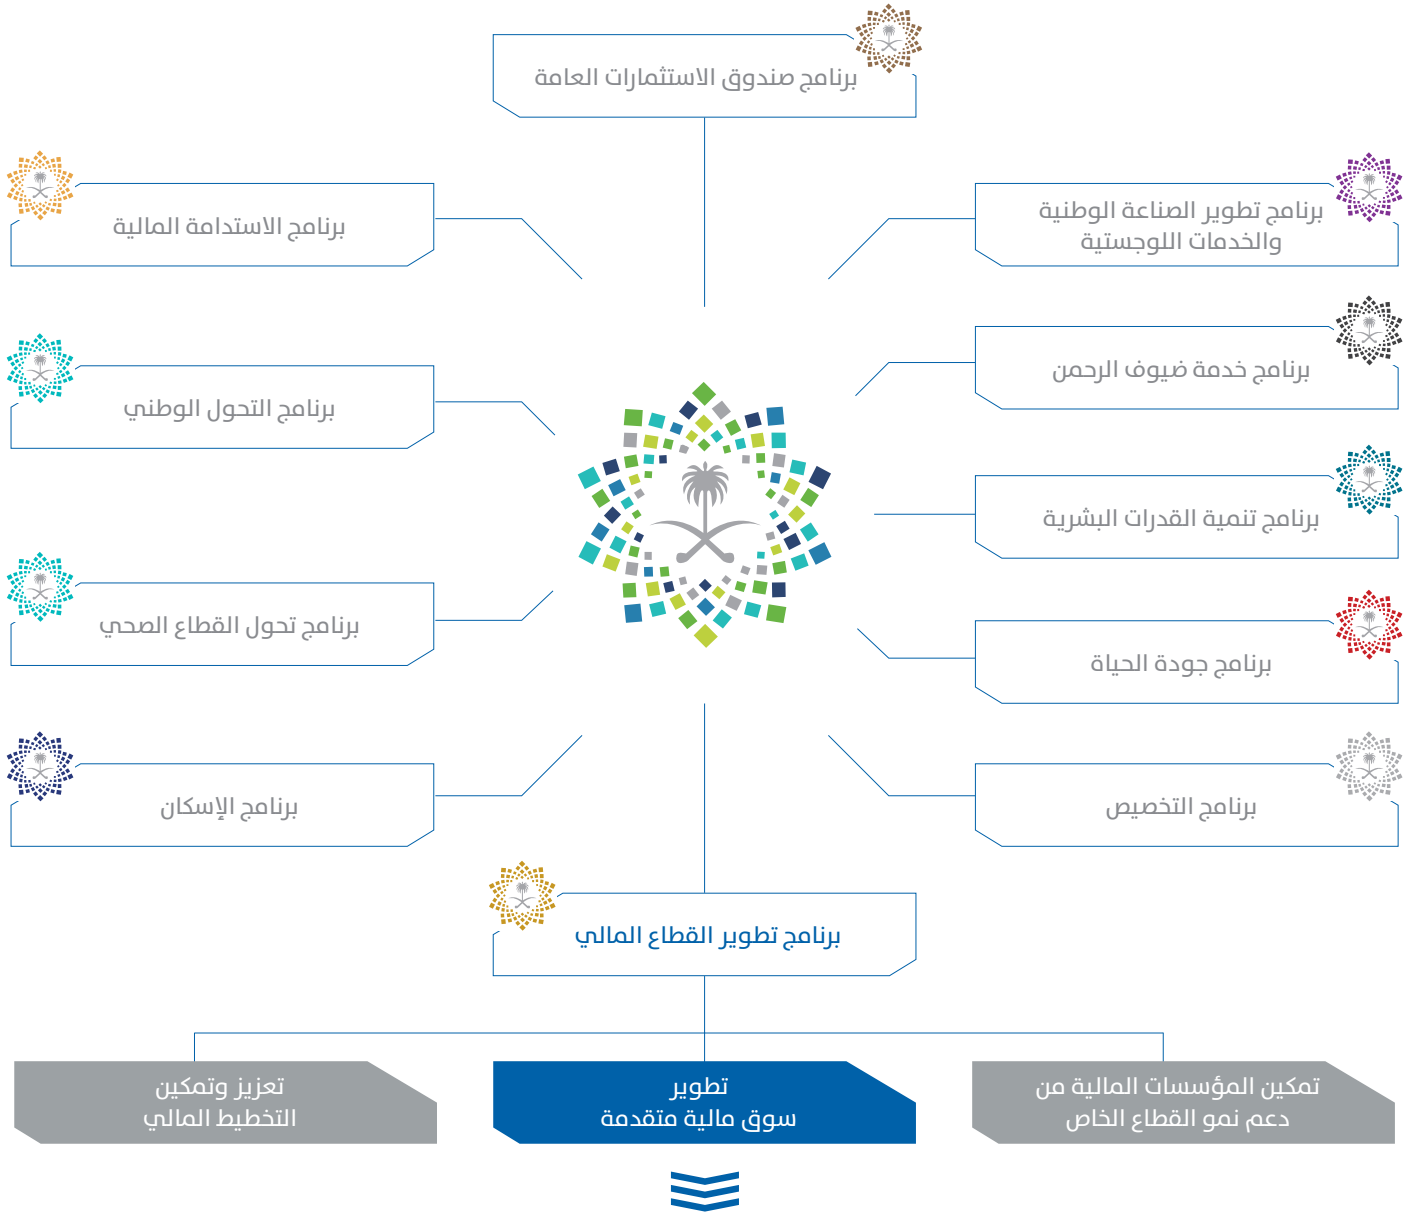 برنامج صندوق الاستثمارات العامة
برنامج تطوير الصناعة الوطنية
والخدمات اللوجستية
برنامج الاستدامة المالية
برنامج خدمة ضيوف الرحمن
برنامج التحول الوطني
برنامج تنمية القدرات البشرية
برنامج جودة الحياة
برنامج تحول القطاع الصحي
برنامج التخصيص
برنامج الإسكان
برنامج تطوير القطاع المالي
تمكين المؤسسات المالية من
دعم نمو القطاع الخاص
تطوير
سوق مالية متقدمة
تعزيز وتمكين
التخطيط المالي